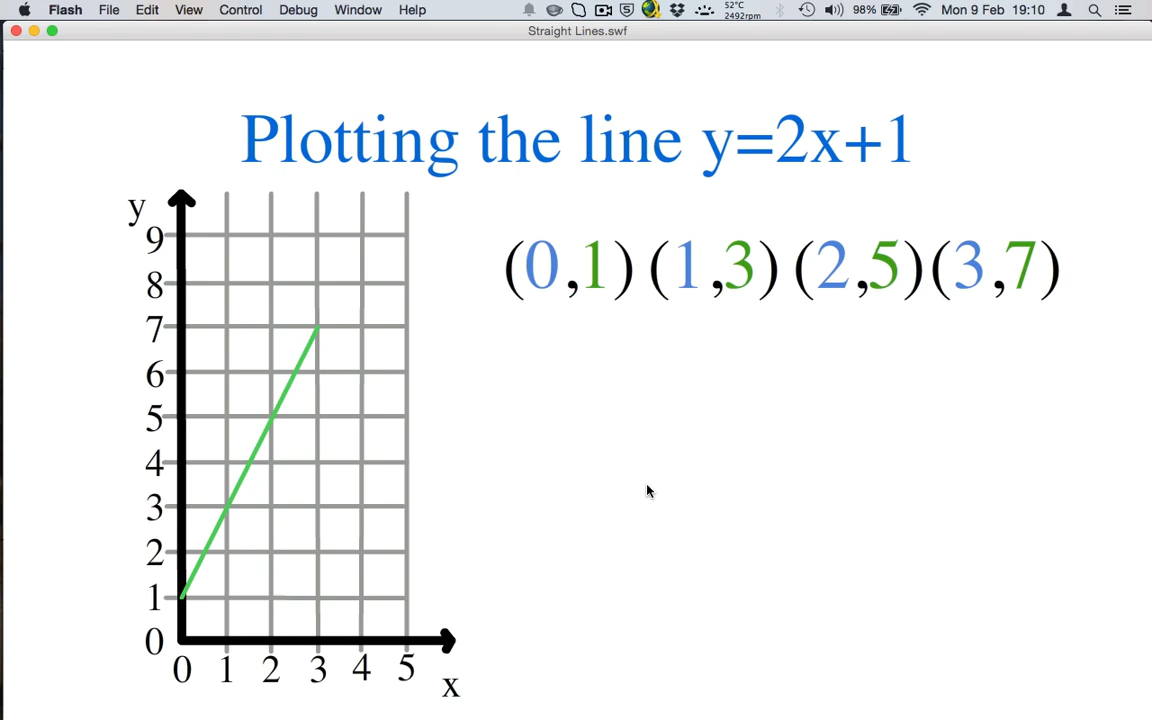 Flash File Edit View Control Debug Window Help 52°C 2492rpm 98% Mon 9 Feb 19:10
Straight Lines.swf
Plotting the line y=2x+1
y
9
(0,1) (1,3) (2,5)(3,7)
8
7
6
5
4
3
2
1
0
0 1 2 3 4 5
x